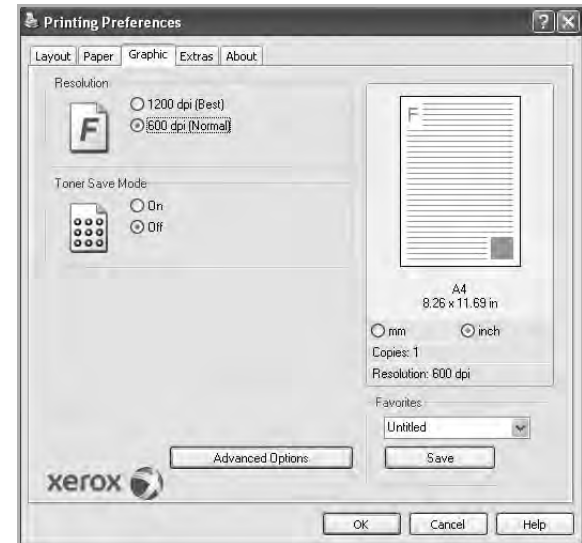 Printing Preferences
Layout Paper Graphic Extras About
Resolution
1200 dpi (Best)
600 dpi (Normal)
F
Toner Save Mode
On
Off
F
A4
8.26 x 11.69 in
mm inch
Copies: 1
Resolution: 600 dpi
Favorites
Untitled
Advanced Options
Save
xerox
OK Cancel Help